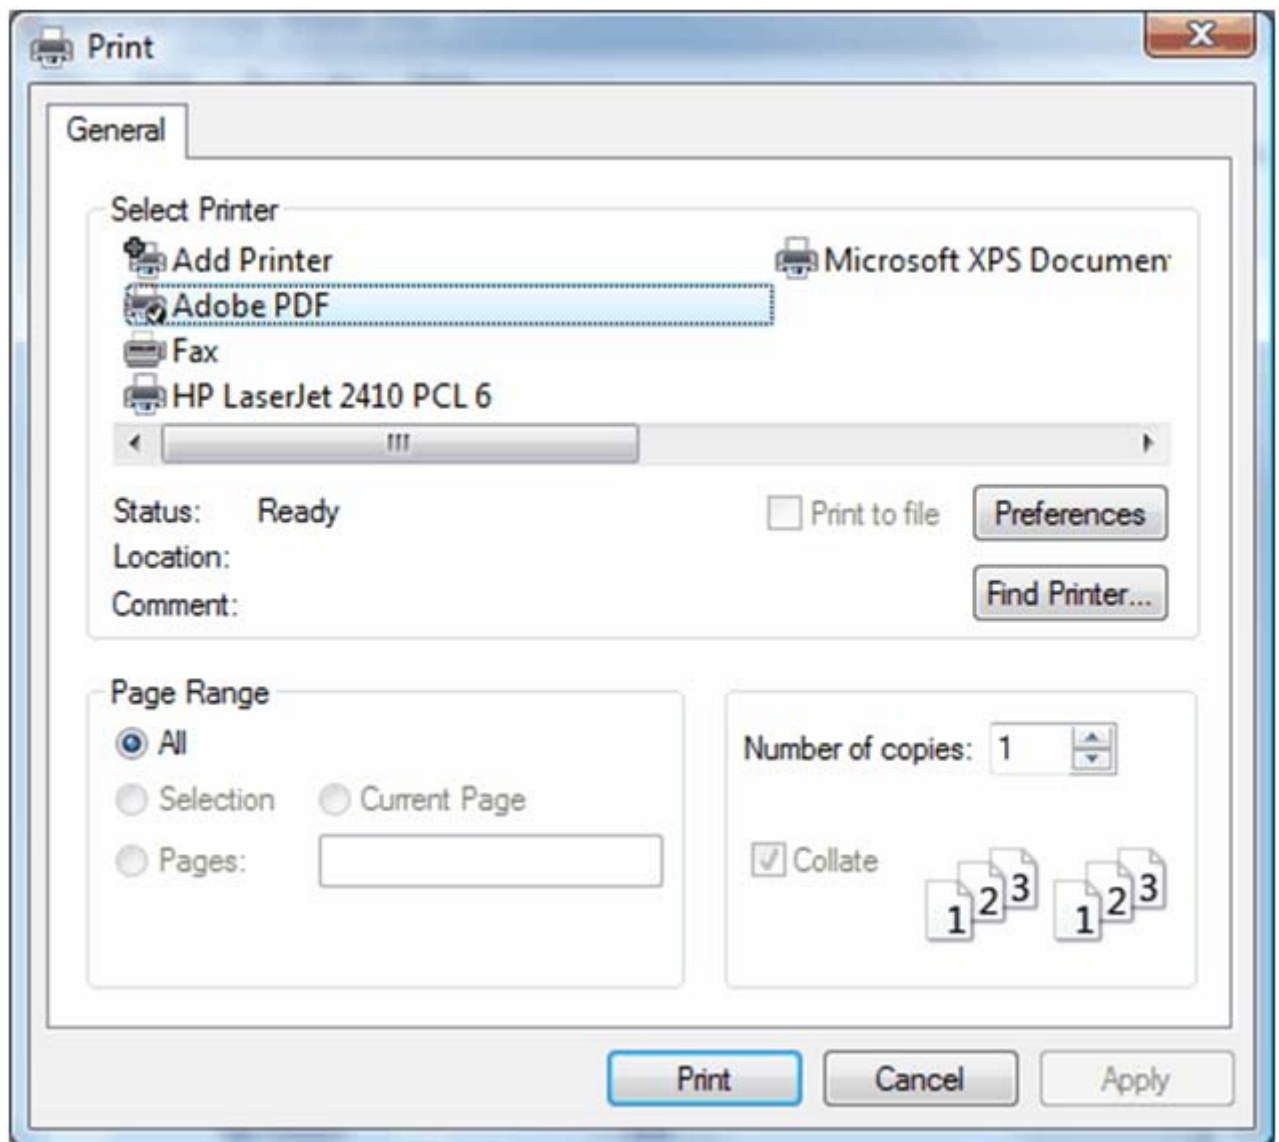 Print
General
Select Printer
Add Printer
Microsoft XPS Documen
Adobe PDF
Fax
HP LaserJet 2410 PCL 6
Status: Ready
Print to file
Preferences
Location:
Comment:
Find Printer...
Page Range
All
Selection
Current Page
Pages:
Number of copies: 1
Collate
1 2 3 1 2 3
Print
Cancel
Apply